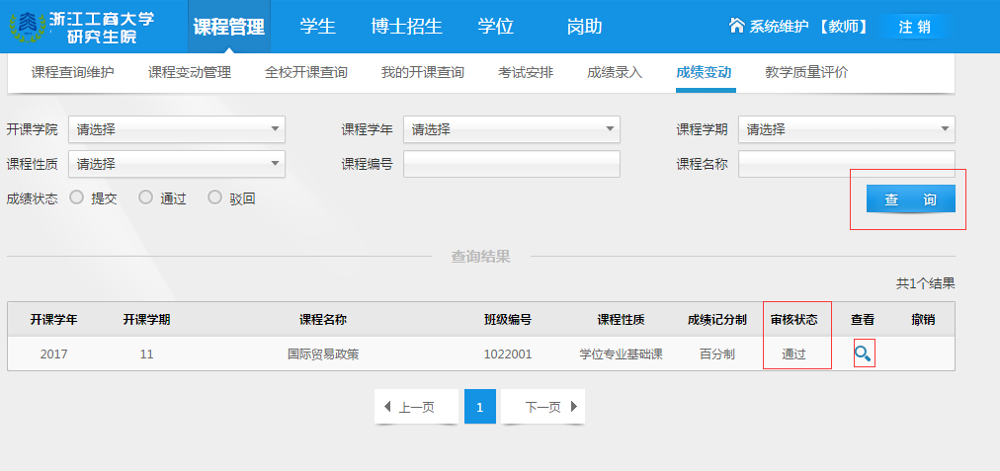 浙江工商大学
研究生院
课程管理 学生 博士招生 学位 岗助 系统维护 【教师】 注 销
课程查询维护 课程变动管理 全校开课查询 我的开课查询 考试安排 成绩录入 成绩变动 教学质量评价
开课学院 请选择 课程学年 请选择 课程学期 请选择
课程性质 请选择 课程编号 课程名称
成绩状态 提交 通过 驳回 查 询
查询结果
共1个结果
开课学年 开课学期 课程名称 班级编号 课程性质 成绩记分制 审核状态 查看 撤销
2017 11 国际贸易政策 1022001 学位专业基础课 百分制 通过
上一页 1 下一页